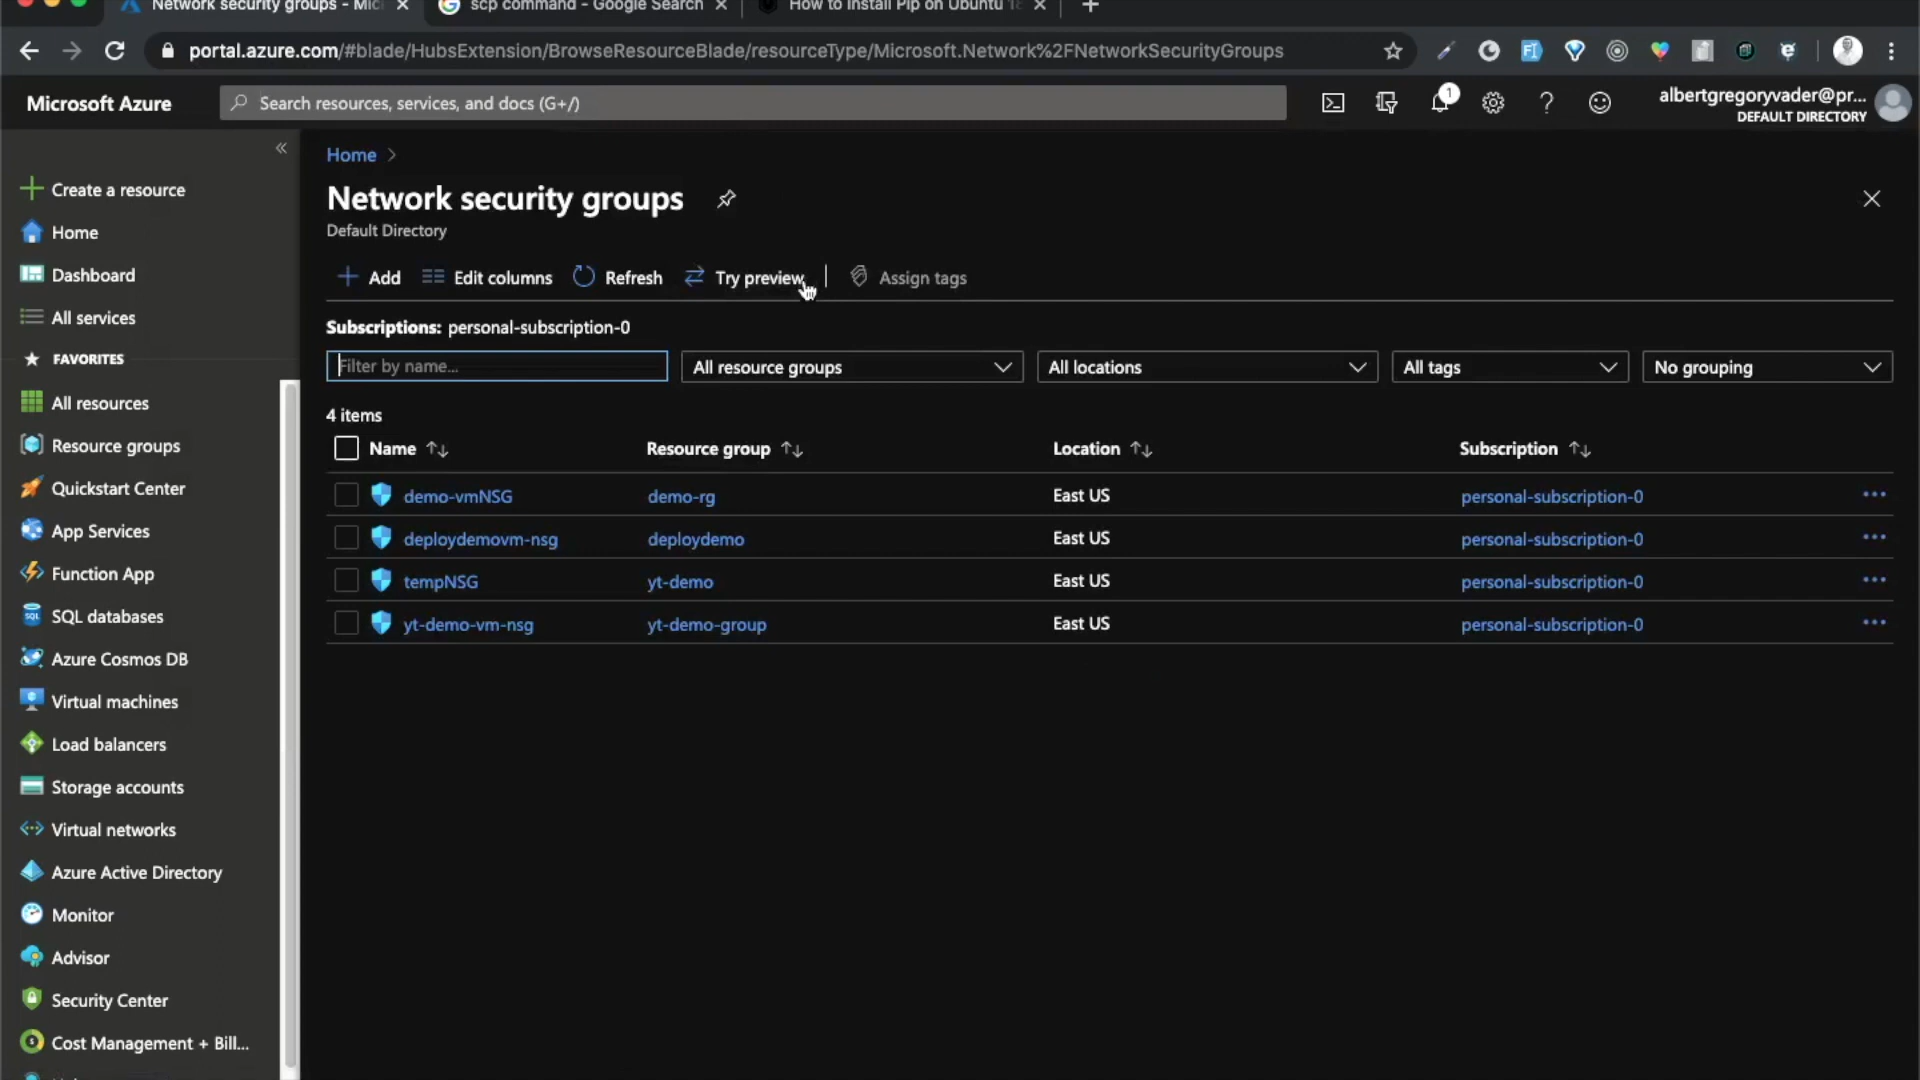 Network security groups - Mic
scp command - Google Search
How to Install Pip on Ubuntu 18
portal.azure.com/#blade/HubsExtension/BrowseResourceBlade/resourceType/Microsoft.Network%2FNetworkSecurityGroups
Microsoft Azure
Search resources, services, and docs (G+/)
1
albertgregoryvader@pr...
DEFAULT DIRECTORY
Create a resource
Home
Dashboard
All services
FAVORITES
All resources
Resource groups
Quickstart Center
App Services
Function App
SQL databases
Azure Cosmos DB
Virtual machines
Load balancers
Storage accounts
Virtual networks
Azure Active Directory
Monitor
Advisor
Security Center
Cost Management + Bill...
Home >
Network security groups
Default Directory
Add Edit columns Refresh Try preview Assign tags
Subscriptions: personal-subscription-0
Filter by name... All resource groups All locations All tags No grouping
4 items
Name Resource group Location Subscription
demo-vmNSG demo-rg East US personal-subscription-0
deploydemovm-nsg deploydemo East US personal-subscription-0
tempNSG yt-demo East US personal-subscription-0
yt-demo-vm-nsg yt-demo-group East US personal-subscription-0